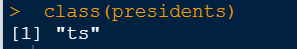 > class(presidents)
[1] "ts"